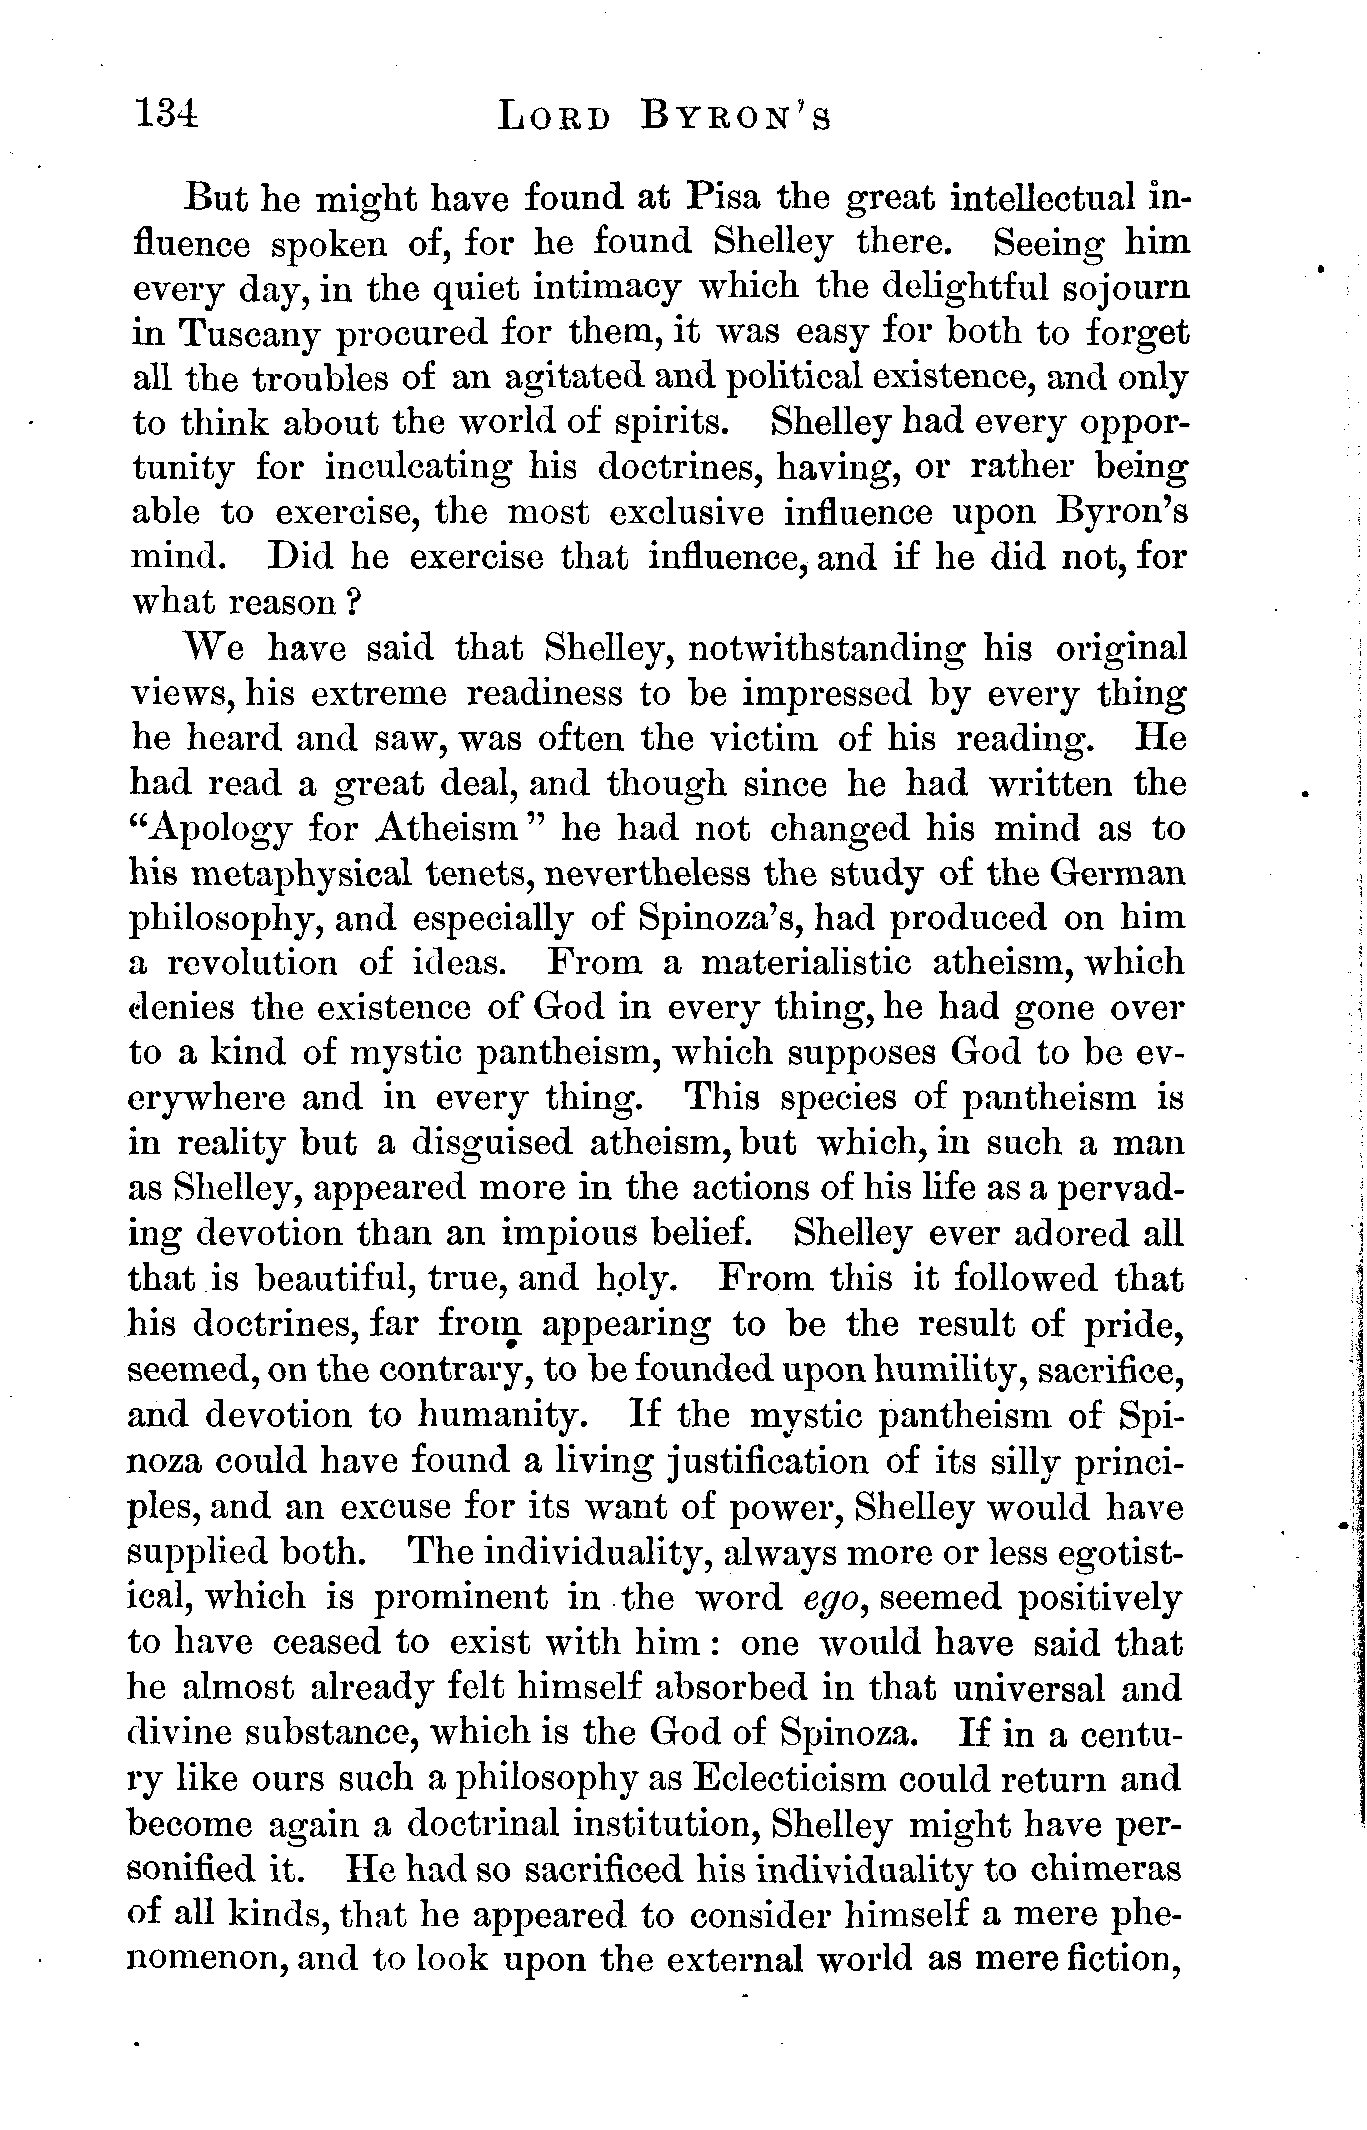 134 LORD BYRON'S
But he might have found at Pisa the great intellectual in-
fluence spoken of, for he found Shelley there. Seeing him
every day, in the quiet intimacy which the delightful sojourn
in Tuscany procured for them, it was easy for both to forget
all the troubles of an agitated and political existence, and only
to think about the world of spirits. Shelley had every oppor-
tunity for inculcating his doctrines, having, or rather being
able to exercise, the most exclusive influence upon Byron's
mind. Did he exercise that influence, and if he did not, for
what reason?
We have said that Shelley, notwithstanding his original
views, his extreme readiness to be impressed by every thing
he heard and saw, was often the victim of his reading. He
had read a great deal, and though since he had written the
“Apology for Atheism” he had not changed his mind as to
his metaphysical tenets, nevertheless the study of the German
philosophy, and especially of Spinoza's, had produced on him
a revolution of ideas. From a materialistic atheism, which
denies the existence of God in every thing, he had gone over
to a kind of mystic pantheism, which supposes God to be ev-
erywhere and in every thing. This species of pantheism is
in reality but a disguised atheism, but which, in such a man
as Shelley, appeared more in the actions of his life as a pervad-
ing devotion than an impious belief. Shelley ever adored all
that is beautiful, true, and holy. From this it followed that
his doctrines, far from appearing to be the result of pride,
seemed, on the contrary, to be founded upon humility, sacrifice,
and devotion to humanity. If the mystic pantheism of Spi-
noza could have found a living justification of its silly princi-
ples, and an excuse for its want of power, Shelley would have
supplied both. The individuality, always more or less egotist-
ical, which is prominent in the word ego, seemed positively
to have ceased to exist with him: one would have said that
he almost already felt himself absorbed in that universal and
divine substance, which is the God of Spinoza. If in a centu-
ry like ours such a philosophy as Eclecticism could return and
become again a doctrinal institution, Shelley might have per-
sonified it. He had so sacrificed his individuality to chimeras
of all kinds, that he appeared to consider himself a mere phe-
nomenon, and to look upon the external world as mere fiction,